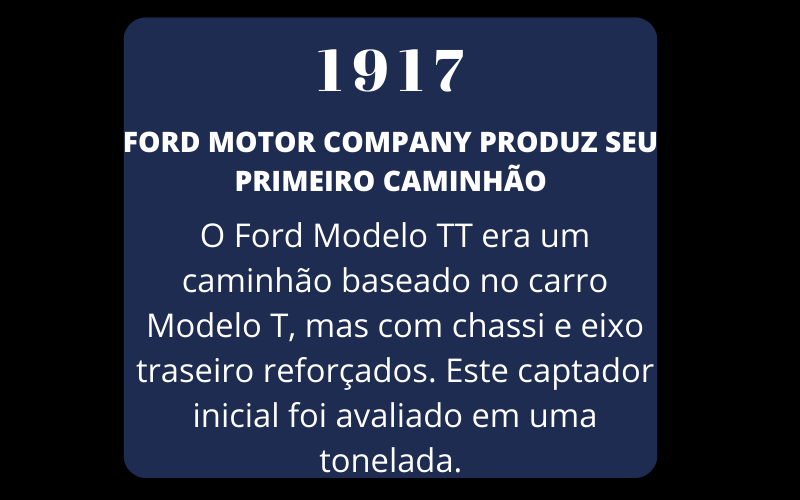 1917
FORD MOTOR COMPANY PRODUZ SEU
PRIMEIRO CAMINHÃO
O Ford Modelo TT era um
caminhão baseado no carro
Modelo T, mas com chassi e eixo
traseiro reforçados. Este captador
inicial foi avaliado em uma
tonelada.